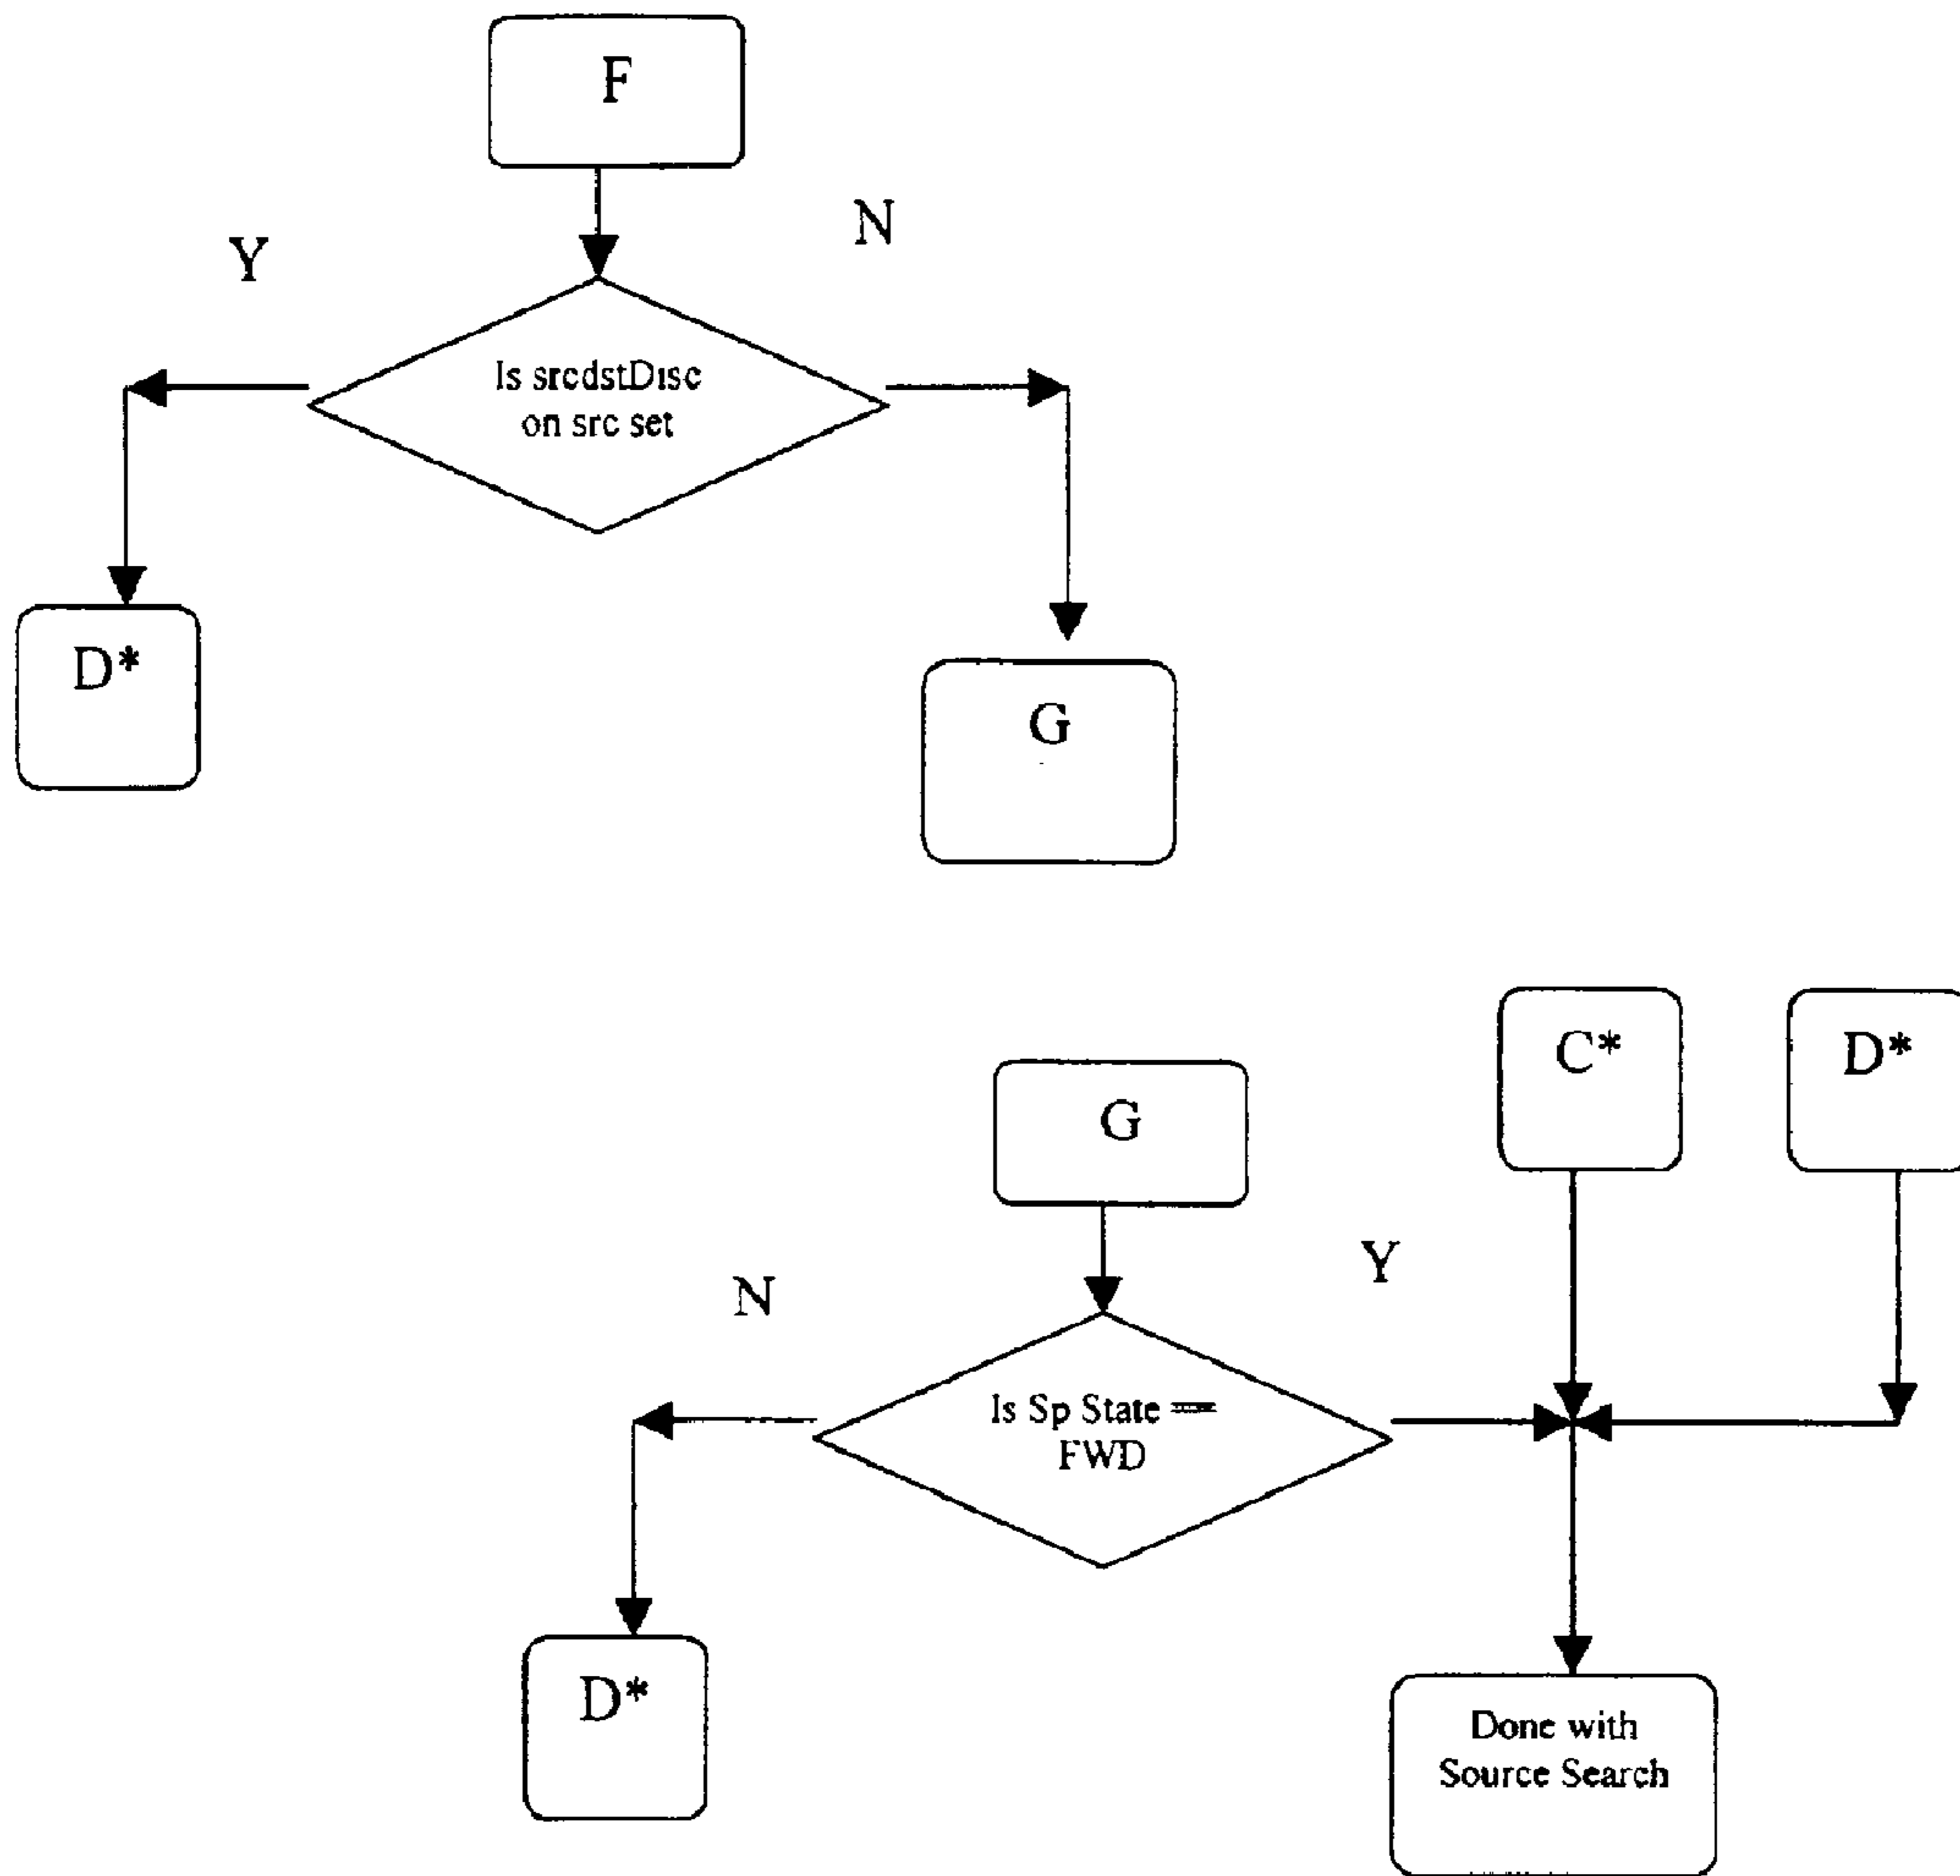 F
Y
N
Is srcdstDisc
on src set
D*
G
C*
D*
G
Y
N
Is Sp State ==
FWD
D*
Done with
Source Search